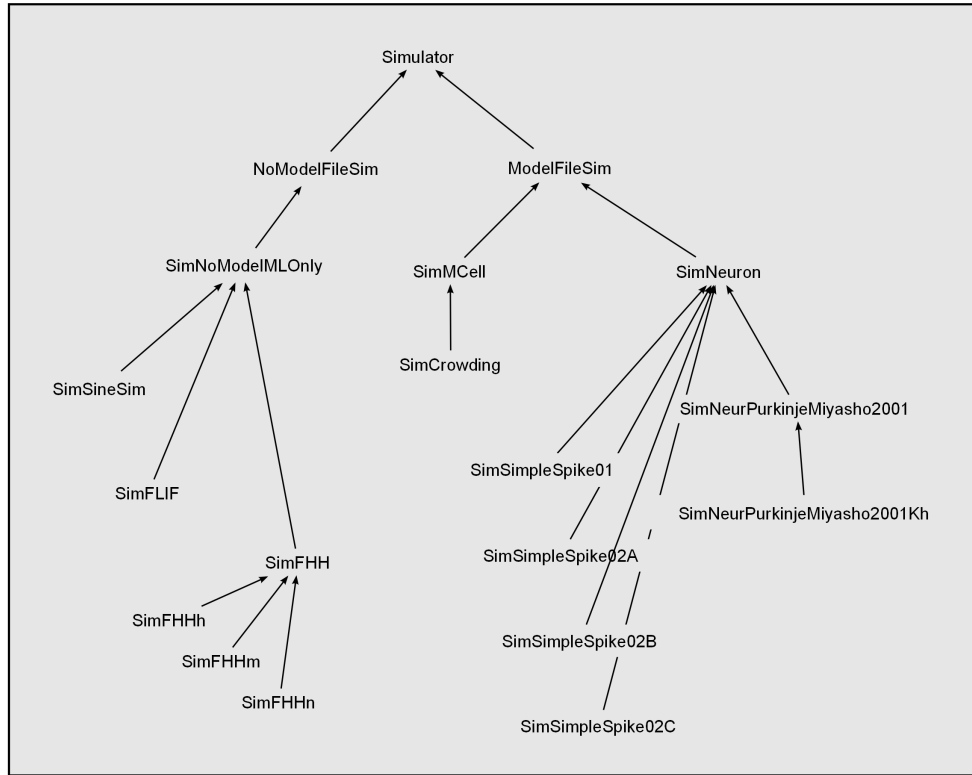 Simulator
NoModelFileSim
ModelFileSim
SimNoModelMLOnly
SimMCell
SimNeuron
SimCrowding
SimSineSim
SimNeurPurkinjeMiyasho2001
SimSimpleSpike01
SimFLIF
SimNeurPurkinjeMiyasho2001Kh
SimSimpleSpike02A
SimFHH
SimFHHh
SimSimpleSpike02B
SimFHHm
SimFHHn
SimSimpleSpike02C